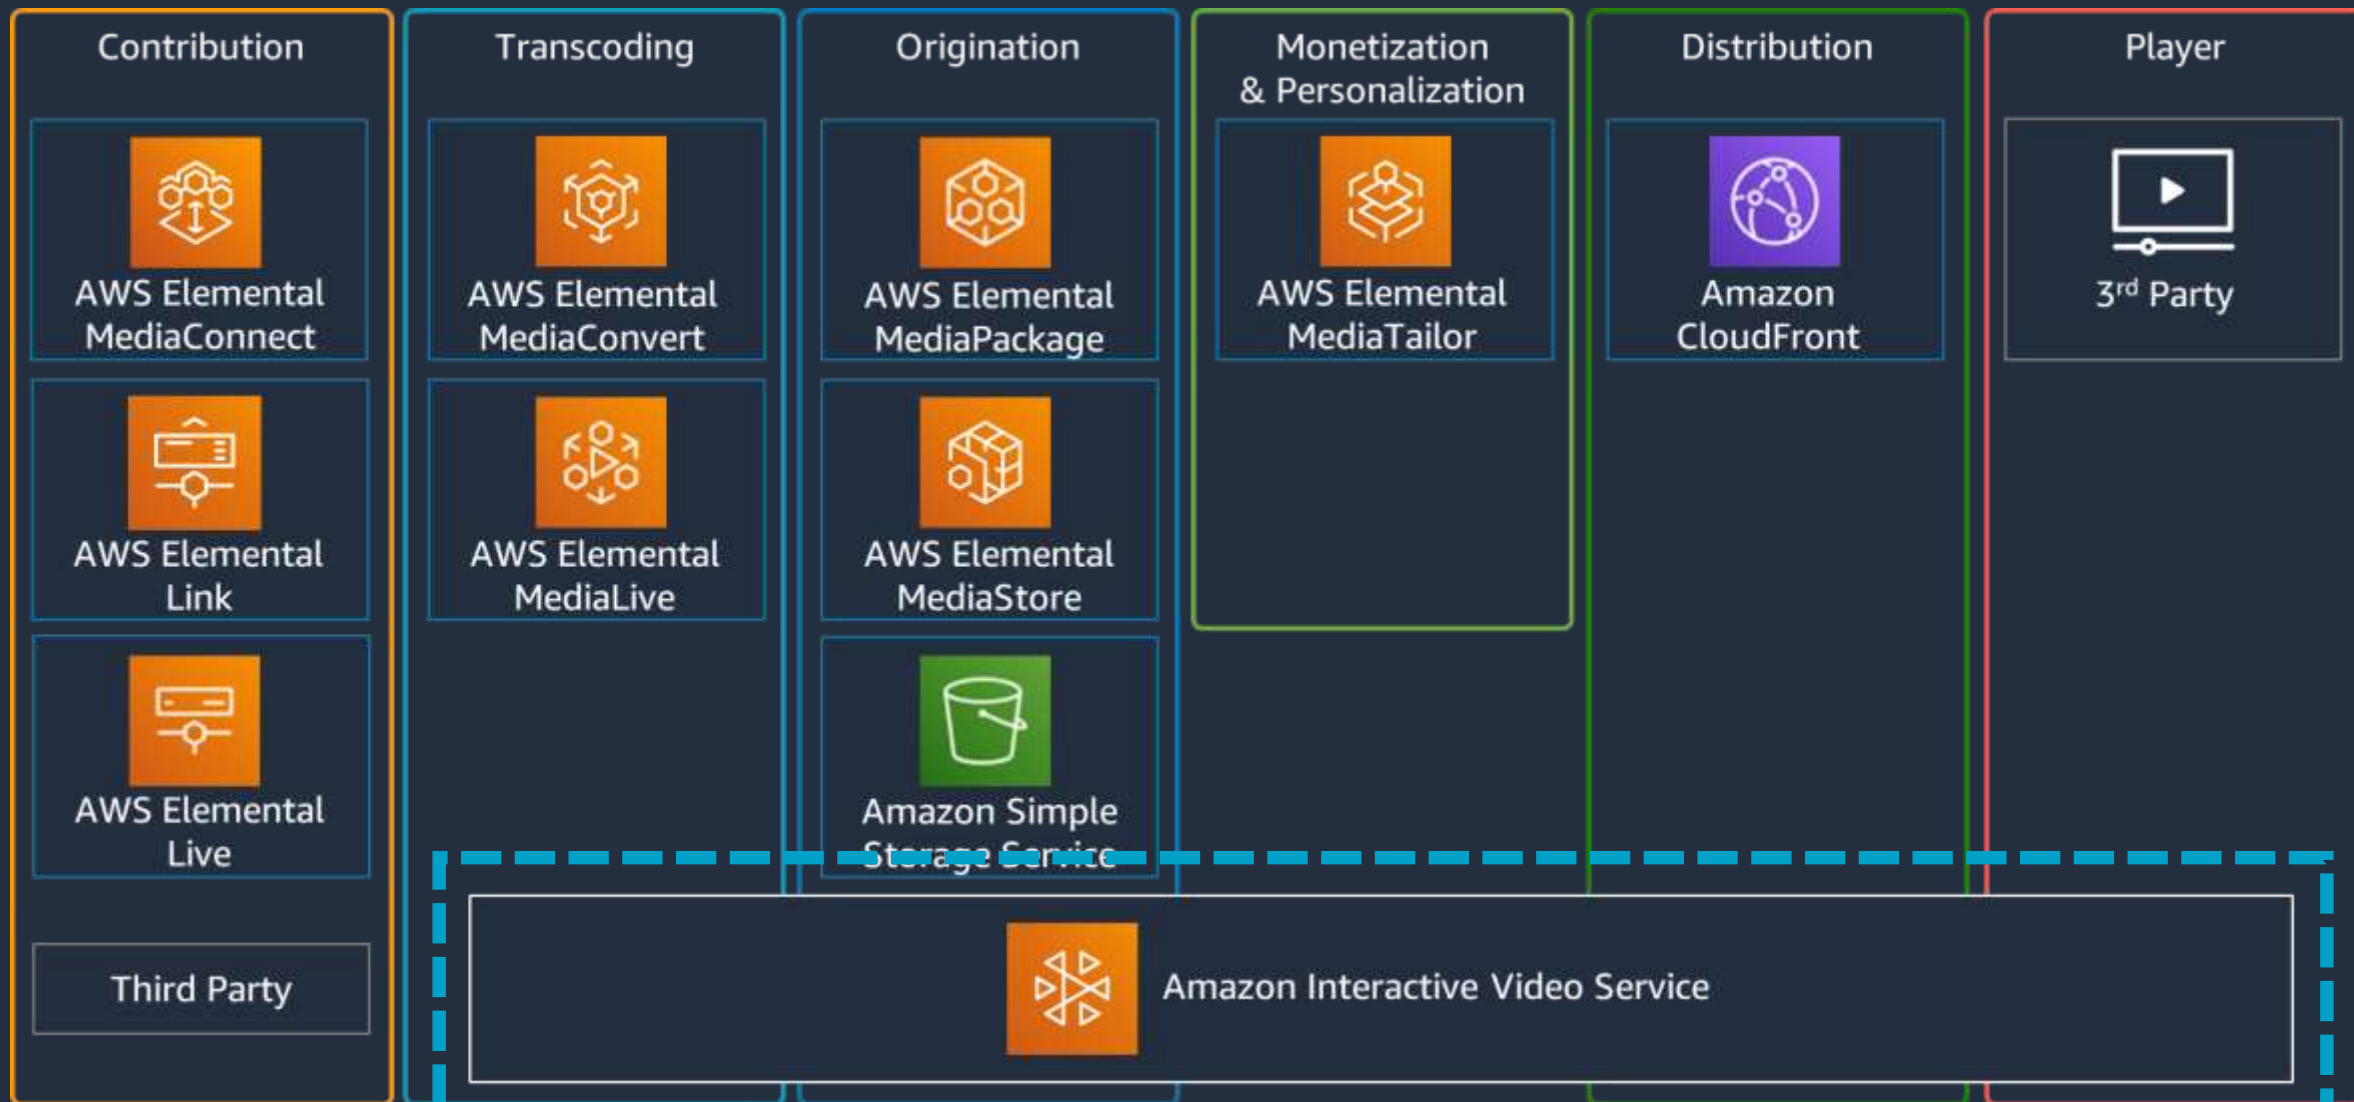 Contribution
AWS Elemental
MediaConnect
AWS Elemental
Link
AWS Elemental
Live
Third Party
Transcoding
AWS Elemental
MediaConvert
AWS Elemental
MediaLive
Origination
AWS Elemental
MediaPackage
AWS Elemental
MediaStore
Amazon Simple
Storage Service
Monetization
& Personalization
AWS Elemental
MediaTailor
Distribution
Amazon
CloudFront
Player
3rd Party
Amazon Interactive Video Service